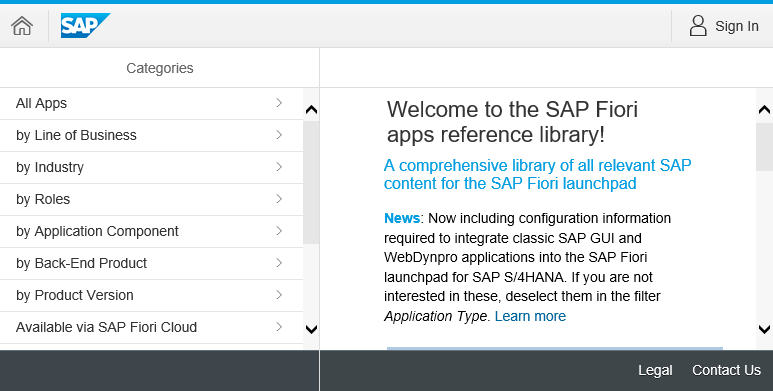 SAP
Sign In
Categories
All Apps
by Line of Business
by Industry
by Roles
by Application Component
by Back-End Product
by Product Version
Available via SAP Fiori Cloud
Welcome to the SAP Fiori
apps reference library!
A comprehensive library of all relevant SAP
content for the SAP Fiori launchpad
News: Now including configuration information
required to integrate classic SAP GUI and
WebDynpro applications into the SAP Fiori
launchpad for SAP S/4HANA. If you are not
interested in these, deselect them in the filter
Application Type. Learn more
Legal Contact Us